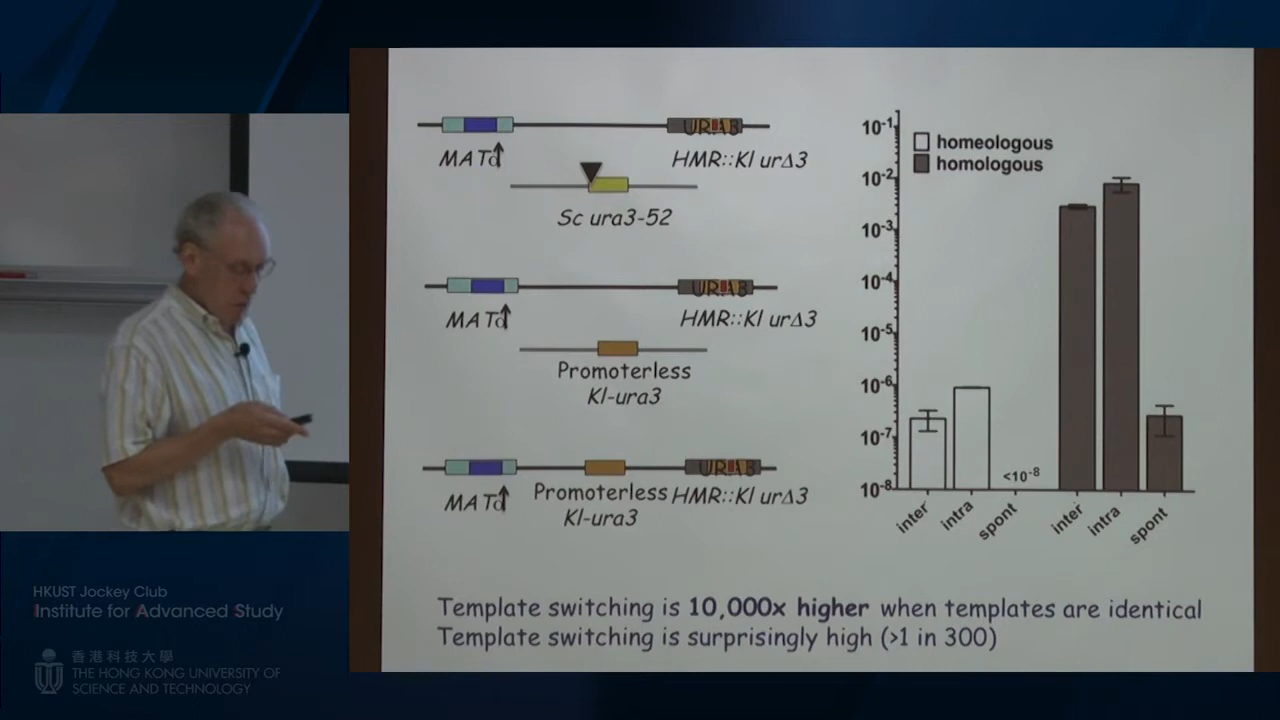 MATα
HMR::Kl urΔ3
Sc ura3-52
MATα
HMR::Kl urΔ3
Promoterless
Kl-ura3
MATα
Promoterless
Kl-ura3
HMR::Kl urΔ3
homeologous
homologous
10-1
10-2
10-3
10-4
10-5
10-6
10-7
10-8
<10-8
inter
intra
spont
inter
intra
spont
Template switching is 10,000x higher when templates are identical
Template switching is surprisingly high (>1 in 300)
HKUST Jockey Club
Institute for Advanced Study
香港科技大學
THE HONG KONG UNIVERSITY OF
SCIENCE AND TECHNOLOGY